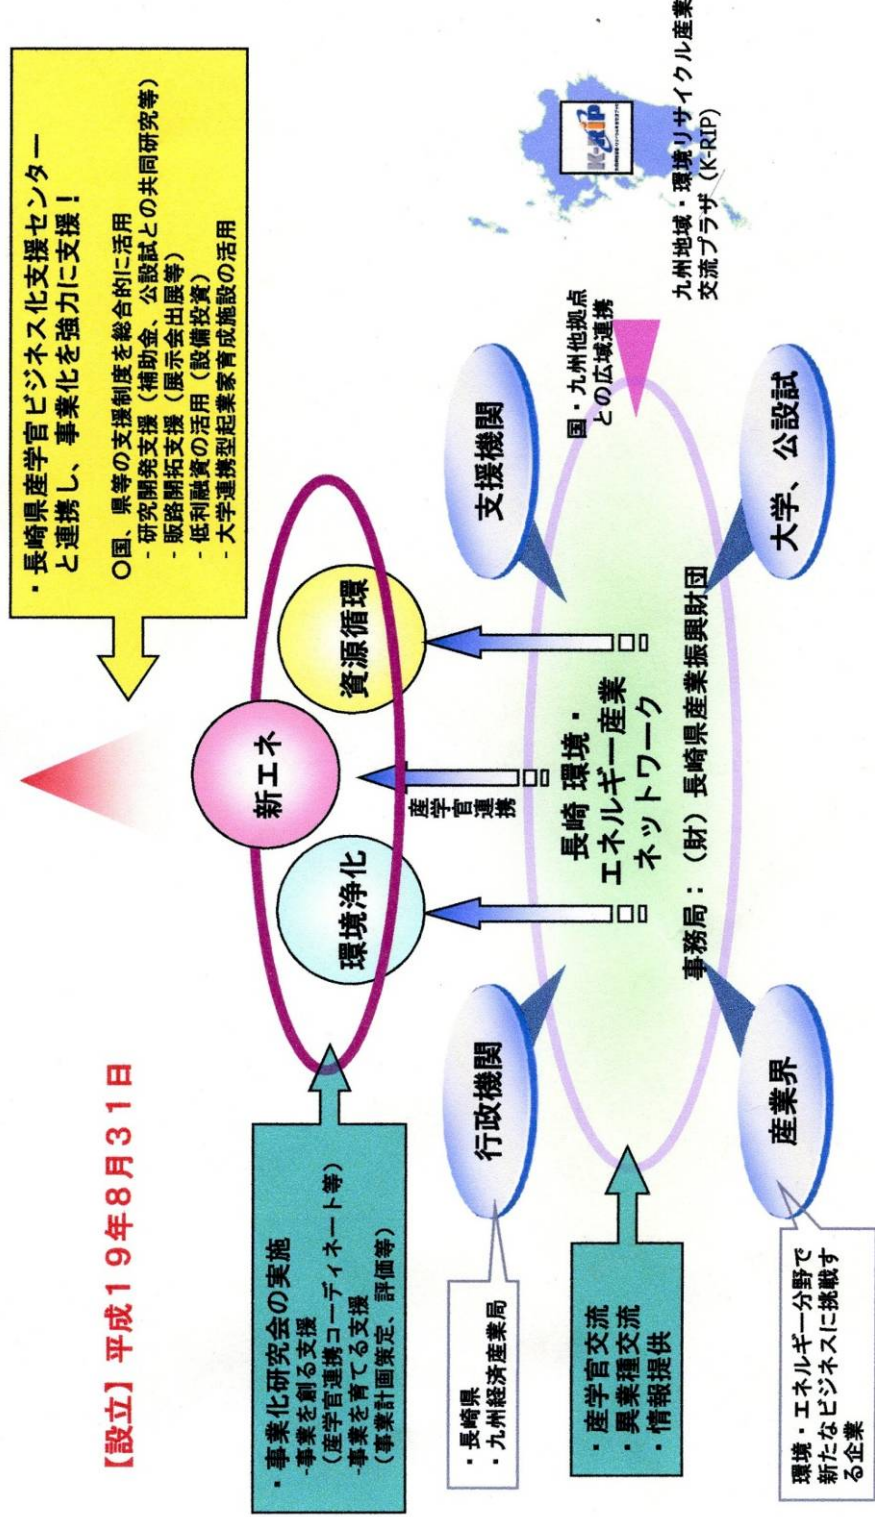 【設立】平成19年8月31日
・長崎県産学官ビジネス化支援センター
と連携し、事業化を強力に支援！
〇国、県等の支援制度を総合的に活用
- 研究開発支援（補助金、公設試との共同研究等）
- 販路開拓支援（展示会出展等）
- 低利融資の活用（設備投資）
- 大学連携型起業家育成施設の活用
・事業化研究会の実施
-事業を創る支援
（産学官連携コーディネート等）
-事業を育てる支援
（事業計画策定、評価等）
環境浄化
新エネ
資源循環
産学官連携
行政機関
支援機関
・長崎県
・九州経済産業局
長崎 環境・
エネルギー産業
ネットワーク
事務局：（財）長崎県産業振興財団
国・九州他拠点
との広域連携
K-RIP
九州地域・環境リサイクル産業
交流プラザ（K-RIP）
・産学官交流
・異業種交流
・情報提供
産業界
大学、公設試
環境・エネルギー分野で
新たなビジネスに挑戦す
る企業